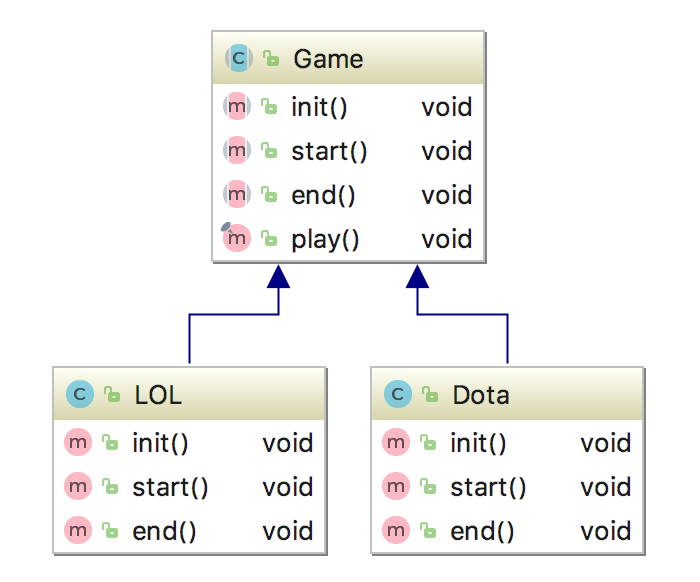 C Game
m init() void
m start() void
m end() void
m play() void
C LOL
m init() void
m start() void
m end() void
C Dota
m init() void
m start() void
m end() void